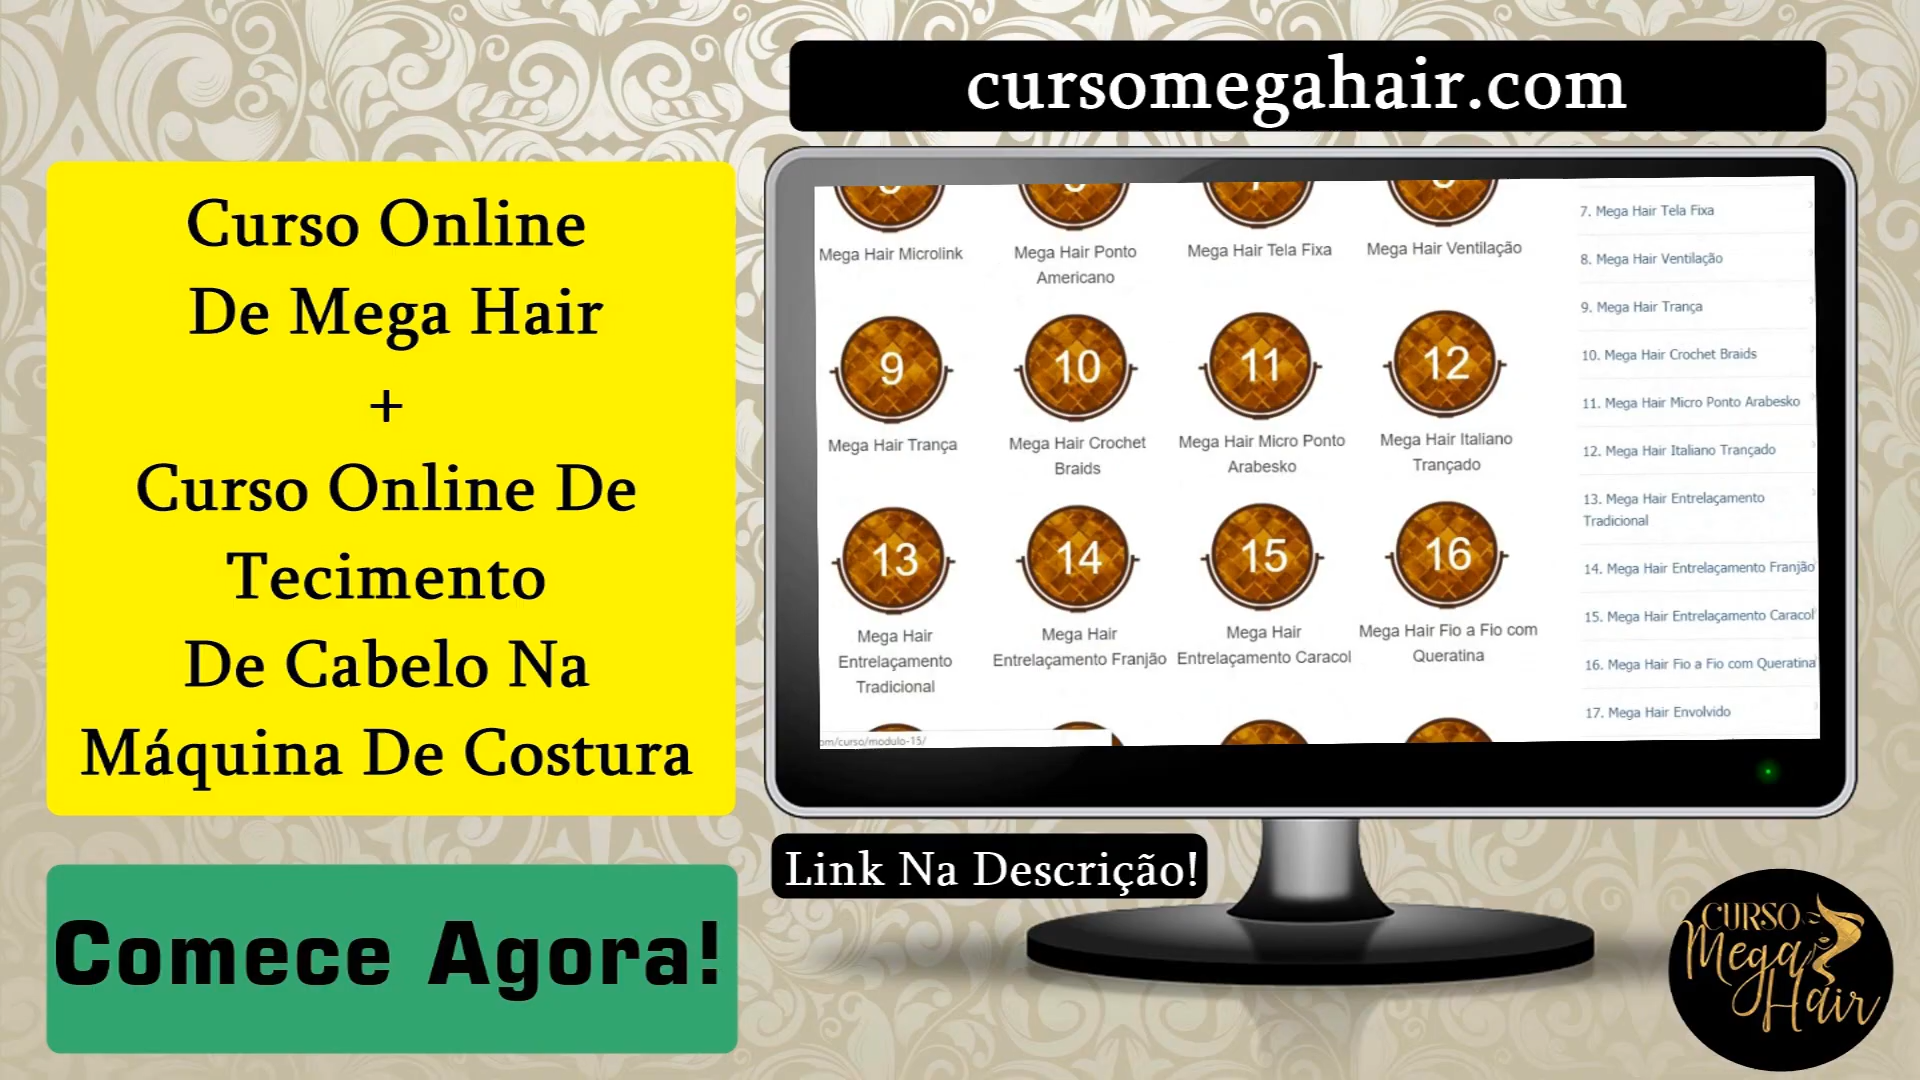 cursomegahair.com
Curso Online
De Mega Hair
+
Curso Online De
Tecimento
De Cabelo Na
Máquina De Costura
Comece Agora!
Mega Hair Microlink
Mega Hair Ponto
Americano
Mega Hair Tela Fixa
Mega Hair Ventilação
9
10
11
12
Mega Hair Trança
Mega Hair Crochet
Braids
Mega Hair Micro Ponto
Arabesko
Mega Hair Italiano
Trançado
13
14
15
16
Mega Hair
Entrelaçamento
Tradicional
Mega Hair
Entrelaçamento Franjão
Mega Hair
Entrelaçamento Caracol
Mega Hair Fio a Fio com
Queratina
7. Mega Hair Tela Fixa
8. Mega Hair Ventilação
9. Mega Hair Trança
10. Mega Hair Crochet Braids
11. Mega Hair Micro Ponto Arabesko
12. Mega Hair Italiano Trançado
13. Mega Hair Entrelaçamento
Tradicional
14. Mega Hair Entrelaçamento Franjão
15. Mega Hair Entrelaçamento Caracol
16. Mega Hair Fio a Fio com Queratina
17. Mega Hair Envolvido
om/curso/modulo-15/
Link Na Descrição!
CURSO
Mega
Hair